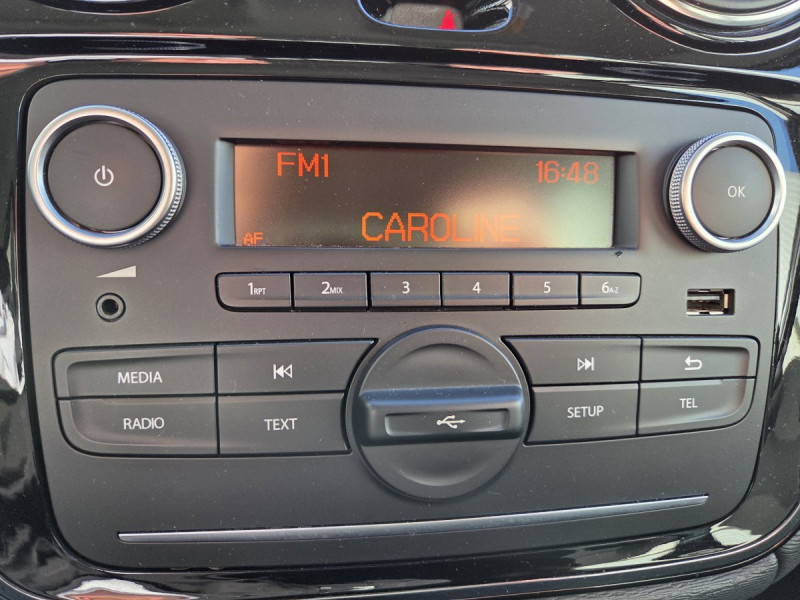 FM1 16:48
AF CAROLINE
OK
1RPT 2MIX 3 4 5 6A-Z
MEDIA
RADIO TEXT SETUP TEL